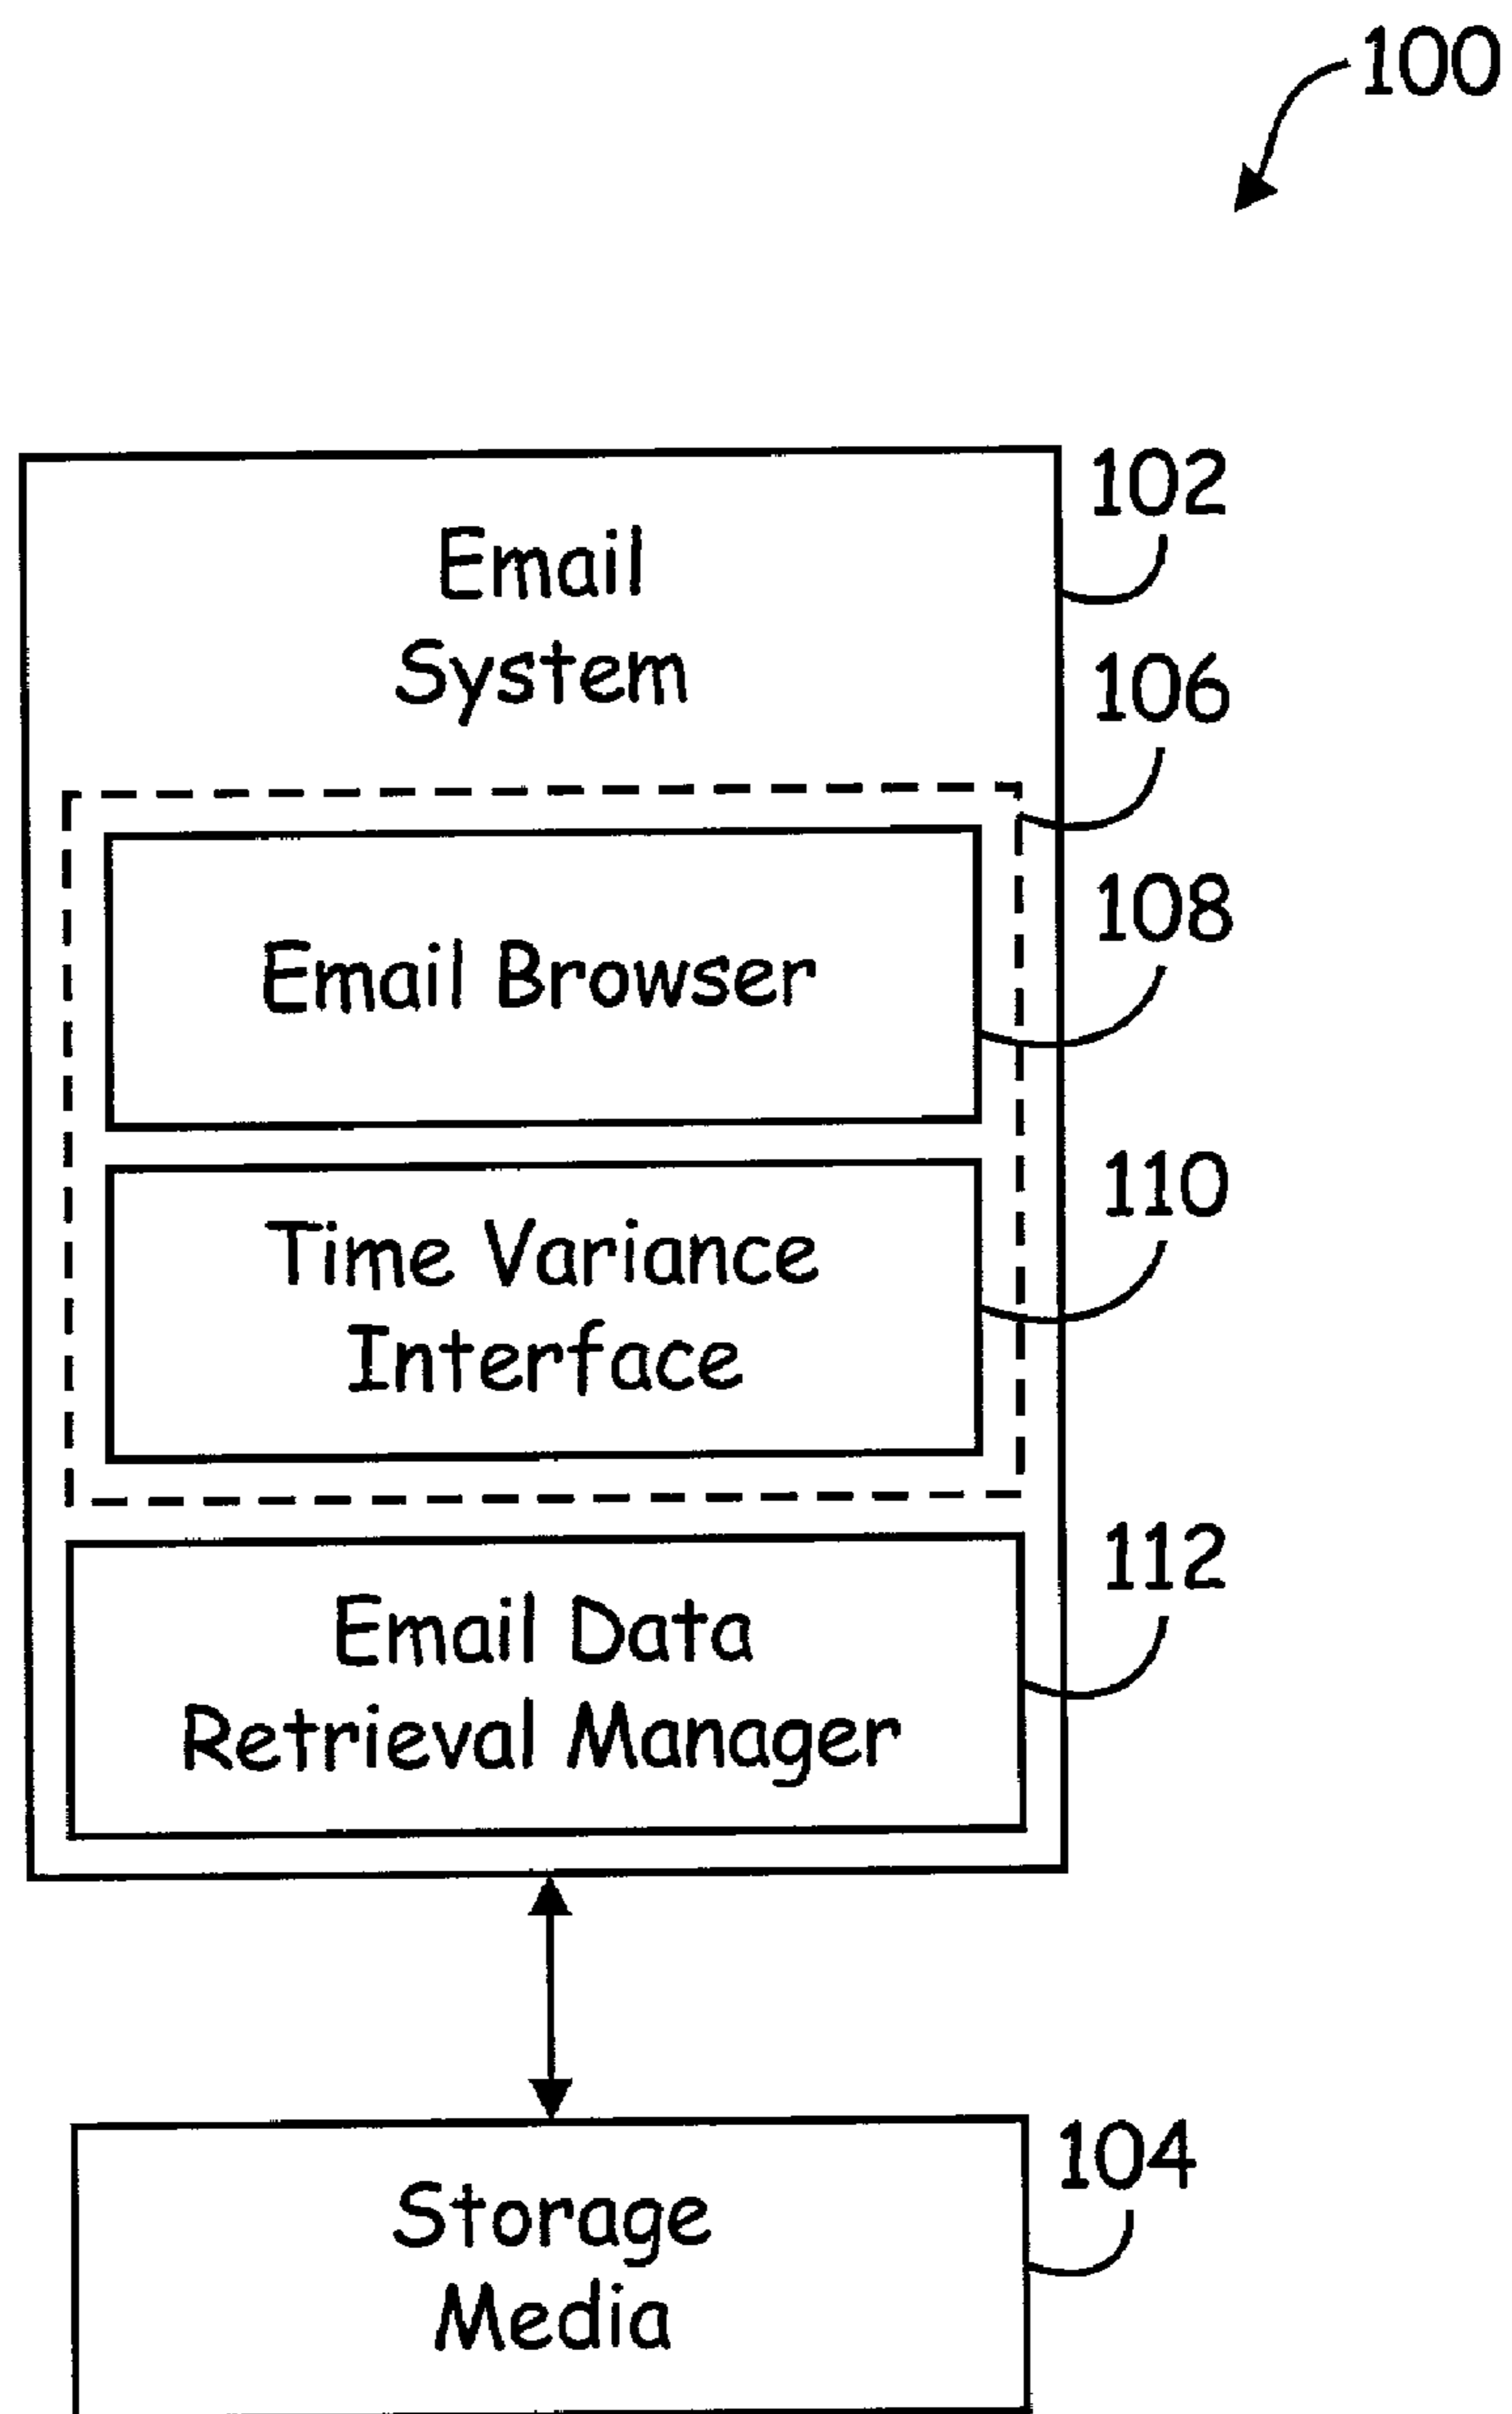 100
102
Email
System
106
108
Email Browser
110
Time Variance
Interface
112
Email Data
Retrieval Manager
104
Storage
Media